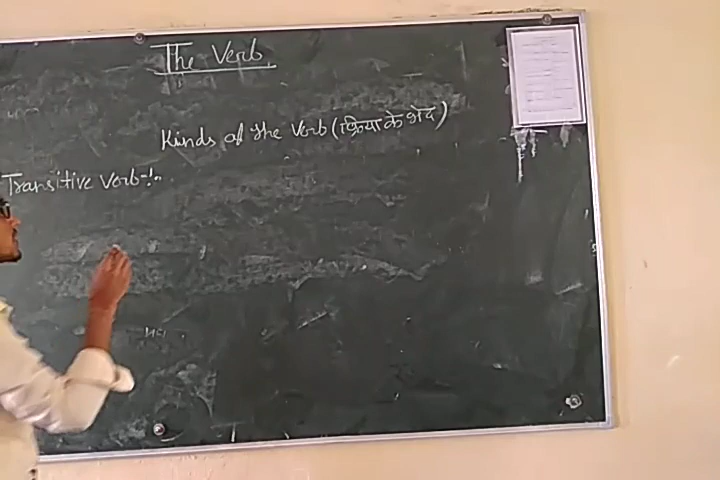 The Verb
Kinds of the Verb (क्रिया के भेद)
Transitive Verb-:-